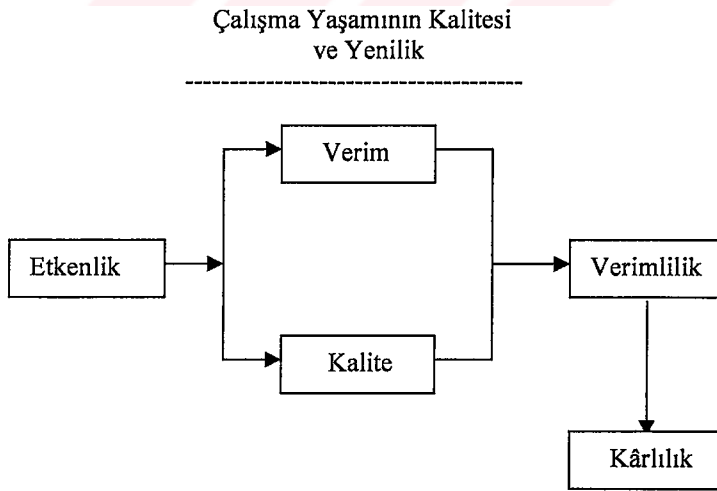 Çalışma Yaşamının Kalitesi
ve Yenilik
Verim
Etkenlik
Verimlilik
Kalite
Kârlılık